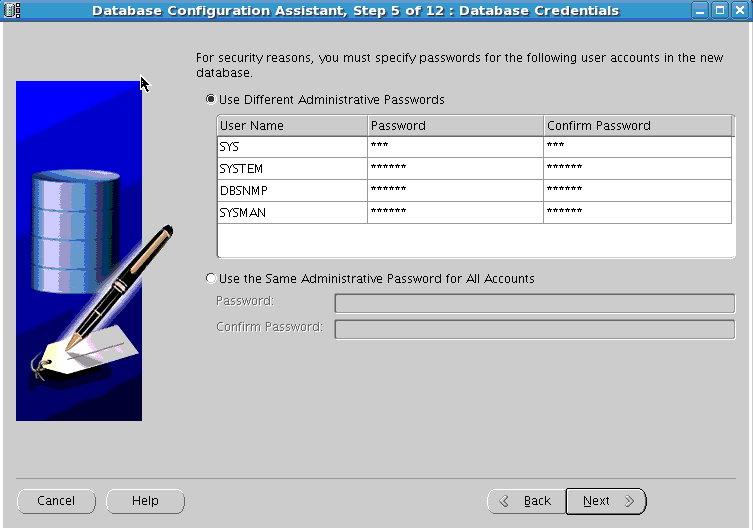 Database Configuration Assistant, Step 5 of 12 : Database Credentials
For security reasons, you must specify passwords for the following user accounts in the new
database.
Use Different Administrative Passwords
User Name Password Confirm Password
SYS *** ***
SYSTEM ****** ******
DBSNMP ****** ******
SYSMAN ****** ******
Use the Same Administrative Password for All Accounts
Password:
Confirm Password:
Cancel Help Back Next